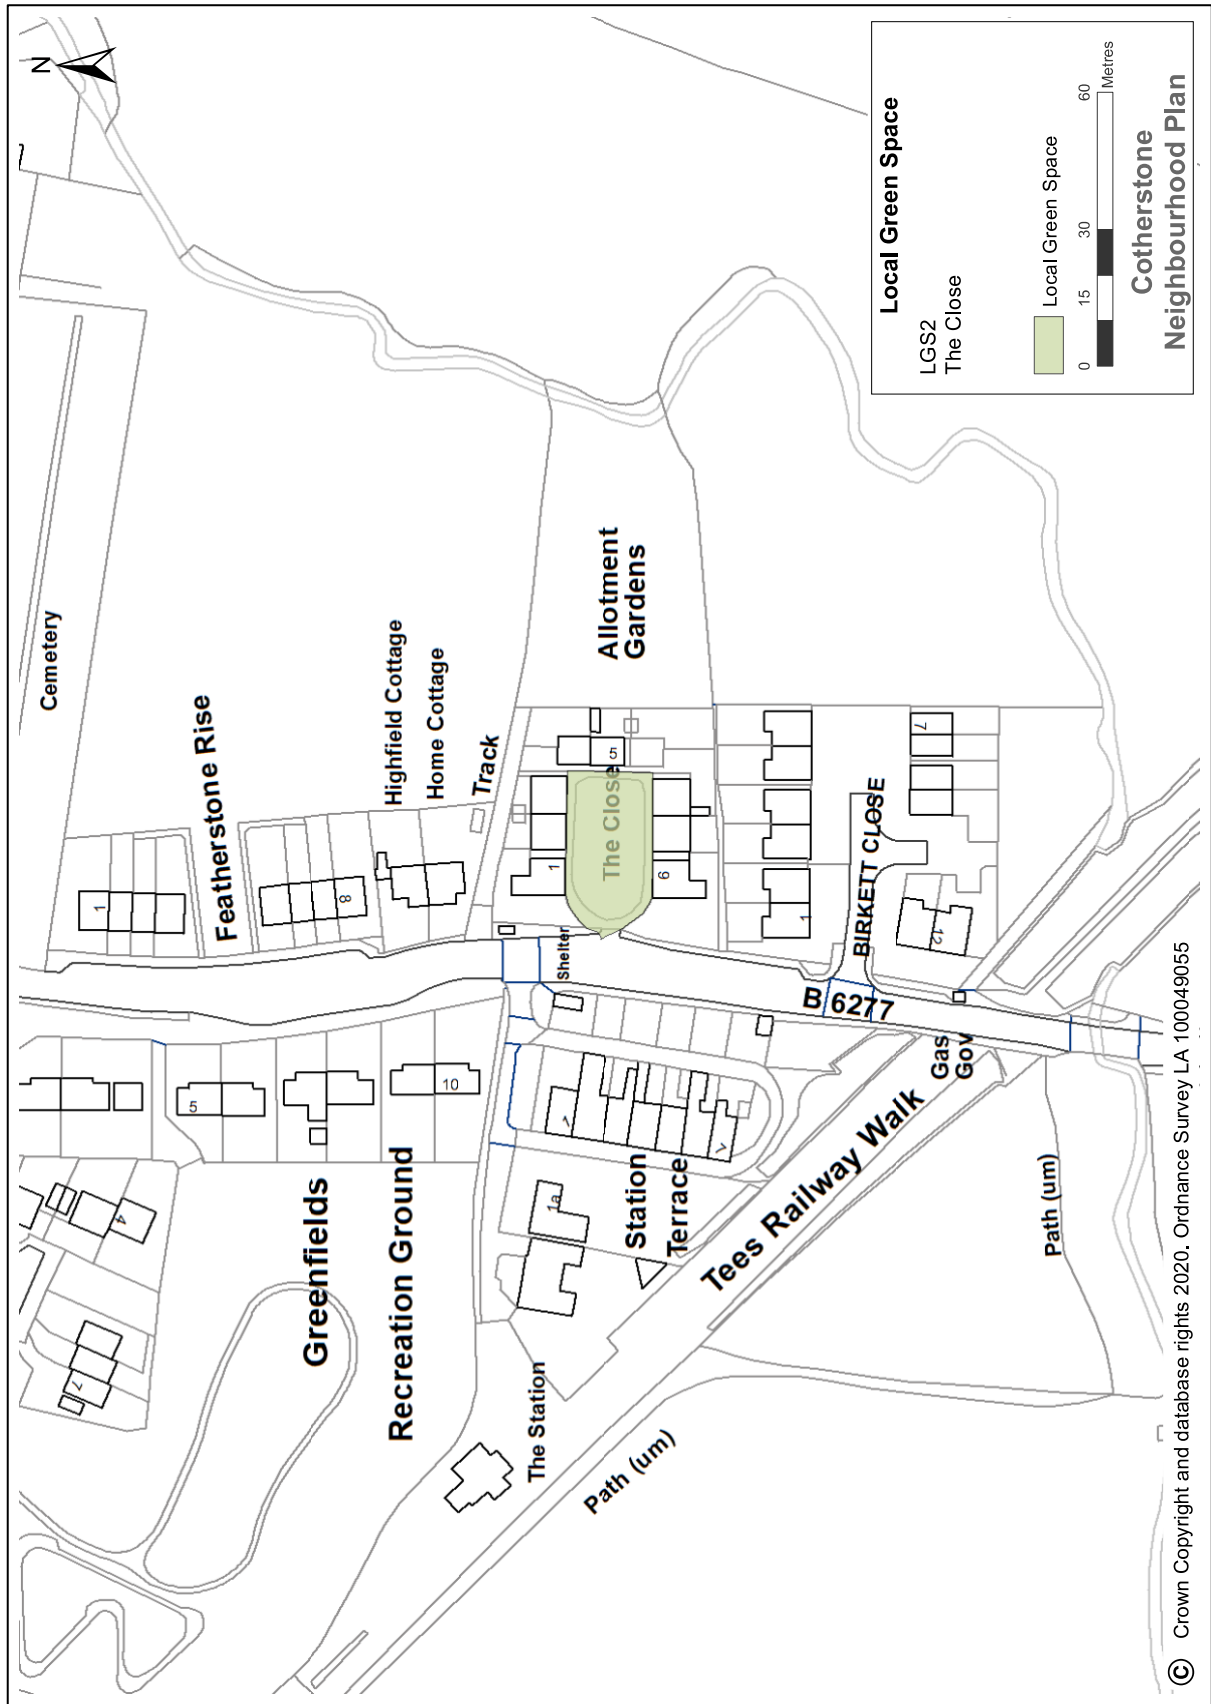 N
Local Green Space
LGS2
The Close
Local Green Space
0 15 30 60
Metres
Cotherstone
Neighbourhood Plan
Cemetery
Featherstone Rise
1
8
Highfield Cottage
Home Cottage
Track
Allotment
Gardens
The Close
1
5
6
Shelter
BIRKETT CLOSE
1
7
12
B 6277
Gas
Gov
5
10
4
7
Greenfields
Recreation Ground
Station
Terrace
1
7
1a
The Station
Tees Railway Walk
Path (um)
Path (um)
© Crown Copyright and database rights 2020. Ordnance Survey LA 100049055